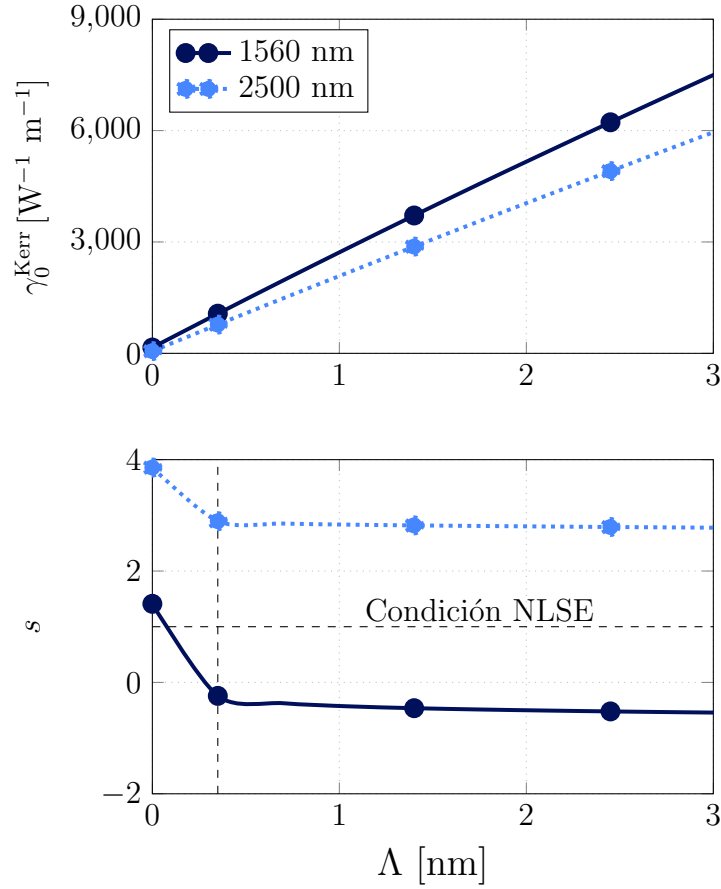 9,000
6,000
3,000
0
γ₀ᴷᵉʳʳ [W⁻¹ m⁻¹]
1560 nm
2500 nm
0 1 2 3
4
2
0
−2
s
Condición NLSE
0 1 2 3
Λ [nm]